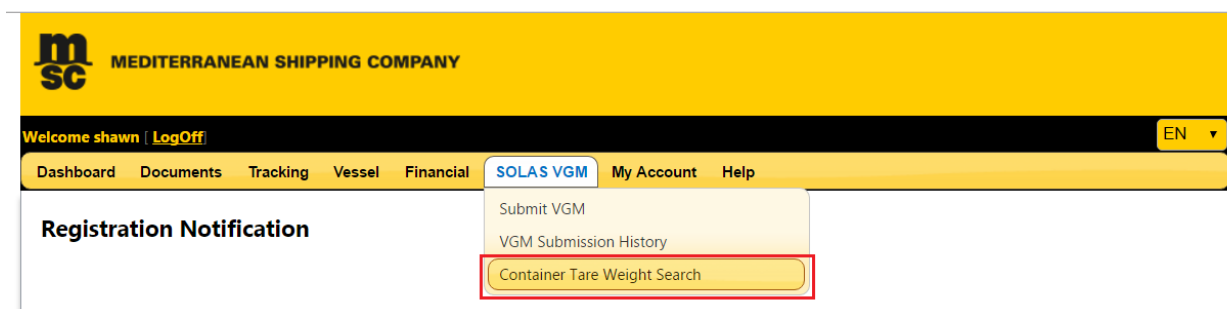 msc MEDITERRANEAN SHIPPING COMPANY
Welcome shawn [ LogOff]
EN
Dashboard Documents Tracking Vessel Financial SOLAS VGM My Account Help
Registration Notification
Submit VGM
VGM Submission History
Container Tare Weight Search